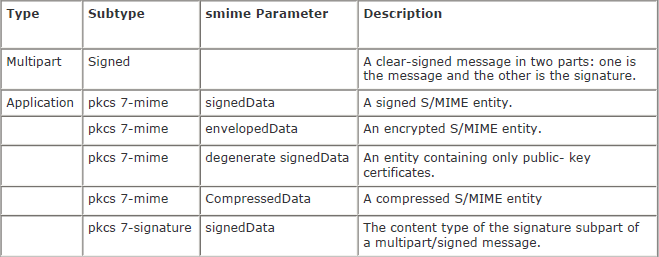 Type Subtype smime Parameter Description
Multipart Signed A clear-signed message in two parts: one is
the message and the other is the signature.
Application pkcs 7-mime signedData A signed S/MIME entity.
pkcs 7-mime envelopedData An encrypted S/MIME entity.
pkcs 7-mime degenerate signedData An entity containing only public- key
certificates.
pkcs 7-mime CompressedData A compressed S/MIME entity
pkcs 7-signature signedData The content type of the signature subpart of
a multipart/signed message.